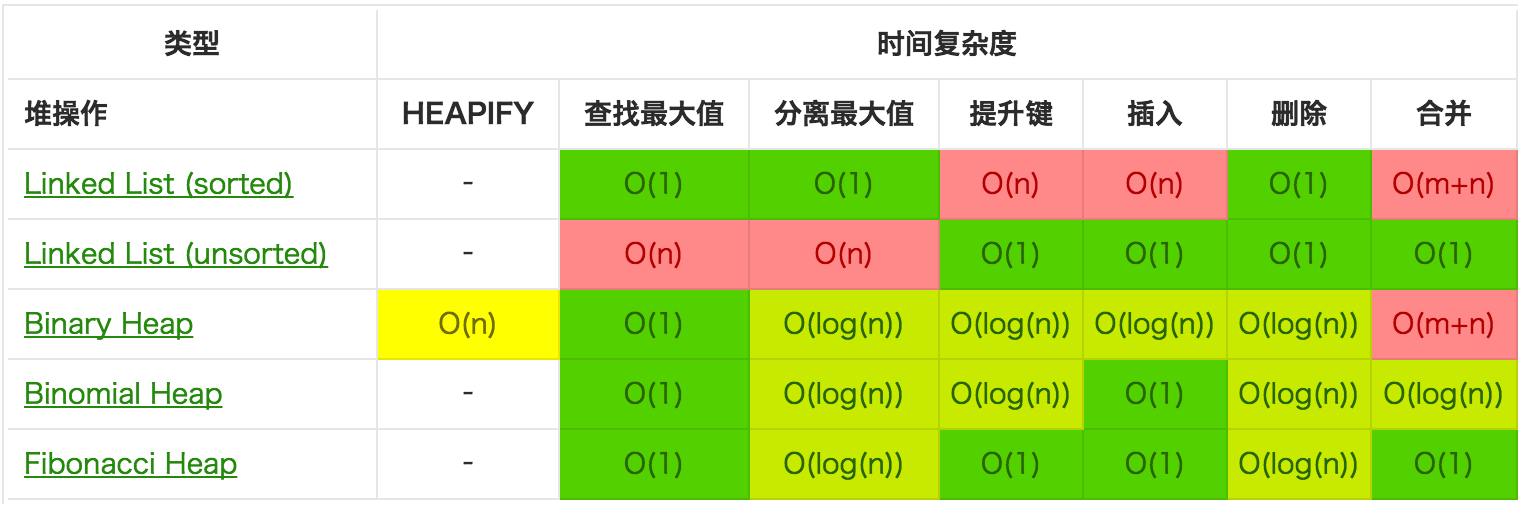 类型 时间复杂度
堆操作 HEAPIFY 查找最大值 分离最大值 提升键 插入 删除 合并
Linked List (sorted) - O(1) O(1) O(n) O(n) O(1) O(m+n)
Linked List (unsorted) - O(n) O(n) O(1) O(1) O(1) O(1)
Binary Heap O(n) O(1) O(log(n)) O(log(n)) O(log(n)) O(log(n)) O(m+n)
Binomial Heap - O(1) O(log(n)) O(log(n)) O(1) O(log(n)) O(log(n))
Fibonacci Heap - O(1) O(log(n)) O(1) O(1) O(log(n)) O(1)